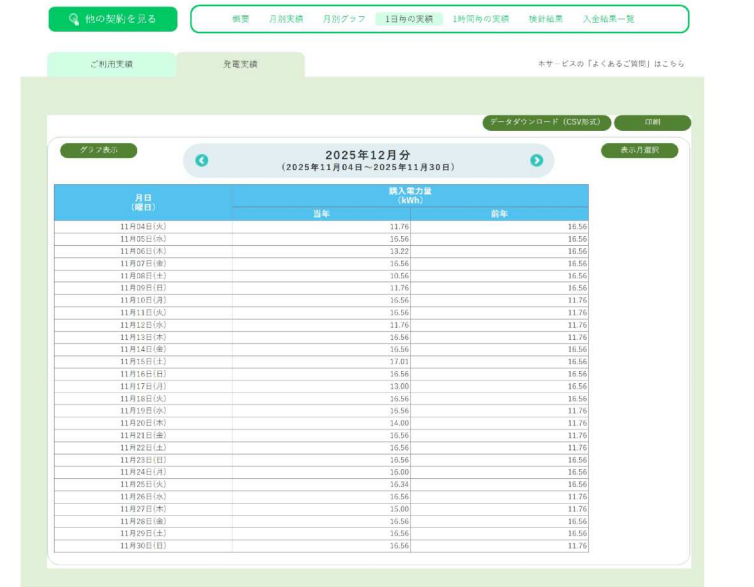 他の契約を見る
概要 月別実績 月別グラフ 1日毎の実績 1時間毎の実績 検針結果 入金結果一覧
ご利用実績 発電実績 本サービスの「よくあるご質問」はこちら
データダウンロード（CSV形式） 印刷
グラフ表示 2025年12月分 表示月選択
（2025年11月04日～2025年11月30日）
月日 購入電力量
（曜日） （kWh）
当年 前年
11月04日(火) 11.76 16.56
11月05日(水) 16.56 16.56
11月06日(木) 13.22 16.56
11月07日(金) 16.56 16.56
11月08日(土) 10.56 16.56
11月09日(日) 11.76 16.56
11月10日(月) 16.56 11.76
11月11日(火) 16.56 16.56
11月12日(水) 11.76 11.76
11月13日(木) 16.56 11.76
11月14日(金) 16.56 11.76
11月15日(土) 17.01 16.56
11月16日(日) 16.56 11.76
11月17日(月) 13.00 16.56
11月18日(火) 16.56 16.56
11月19日(水) 16.56 11.76
11月20日(木) 14.00 11.76
11月21日(金) 16.56 11.76
11月22日(土) 16.56 11.76
11月23日(日) 16.56 16.56
11月24日(月) 16.00 16.56
11月25日(火) 16.34 16.56
11月26日(水) 16.56 11.76
11月27日(木) 15.00 11.76
11月28日(金) 16.56 16.56
11月29日(土) 16.56 16.56
11月30日(日) 16.56 11.76